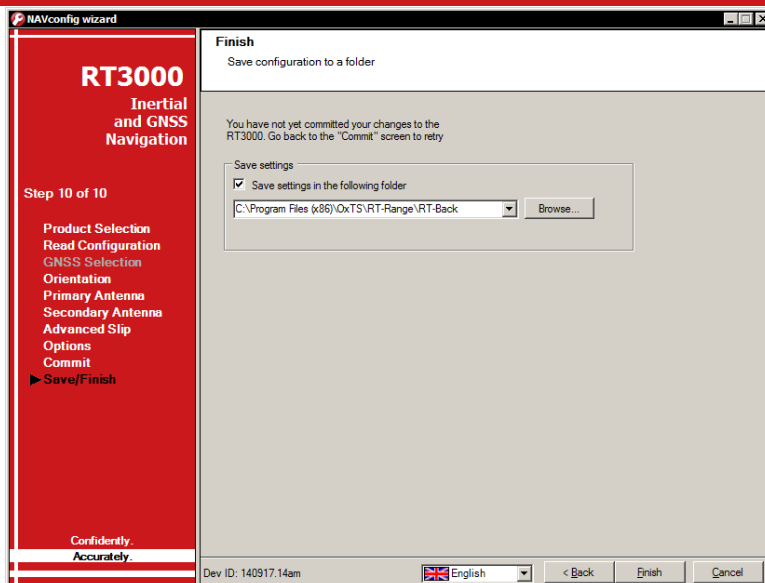 NAVconfig wizard
RT3000
Inertial
and GNSS
Navigation
Step 10 of 10
Product Selection
Read Configuration
GNSS Selection
Orientation
Primary Antenna
Secondary Antenna
Advanced Slip
Options
Commit
Save/Finish
Confidently.
Accurately.
Finish
Save configuration to a folder
You have not yet committed your changes to the
RT3000. Go back to the "Commit" screen to retry
Save settings
Save settings in the following folder
C:\Program Files (x86)\OxTS\RT-Range\RT-Back
Browse...
Dev ID: 140917.14am
English
< Back
Finish
Cancel